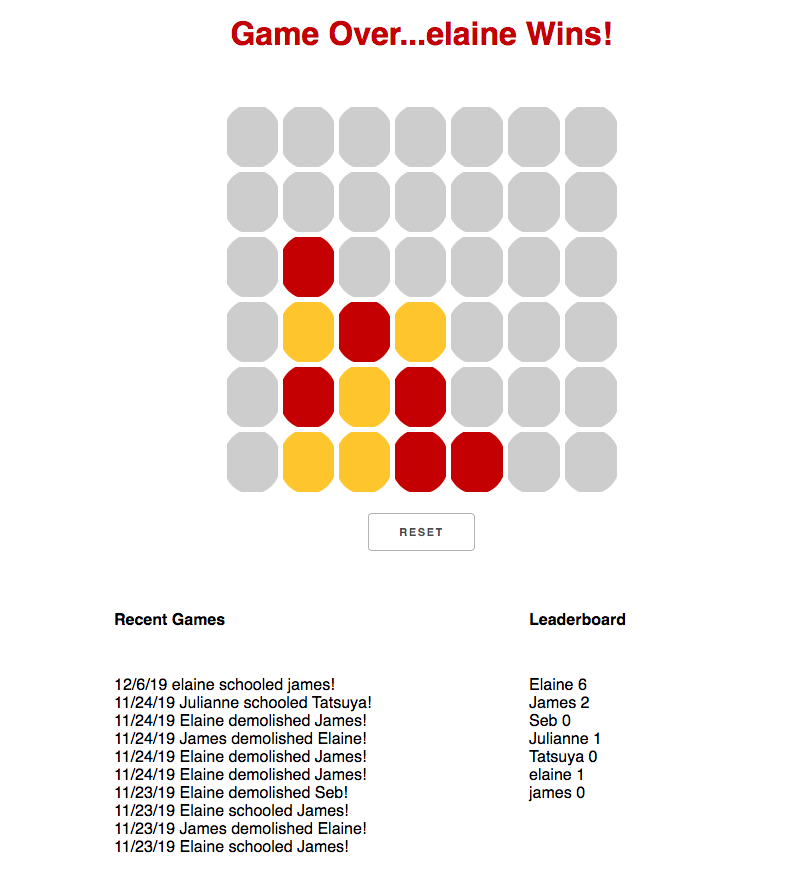 Game Over...elaine Wins!
RESET
Recent Games
12/6/19 elaine schooled james!
11/24/19 Julianne schooled Tatsuya!
11/24/19 Elaine demolished James!
11/24/19 James demolished Elaine!
11/24/19 Elaine demolished James!
11/24/19 Elaine demolished James!
11/23/19 Elaine demolished Seb!
11/23/19 Elaine schooled James!
11/23/19 James demolished Elaine!
11/23/19 Elaine schooled James!
Leaderboard
Elaine 6
James 2
Seb 0
Julianne 1
Tatsuya 0
elaine 1
james 0